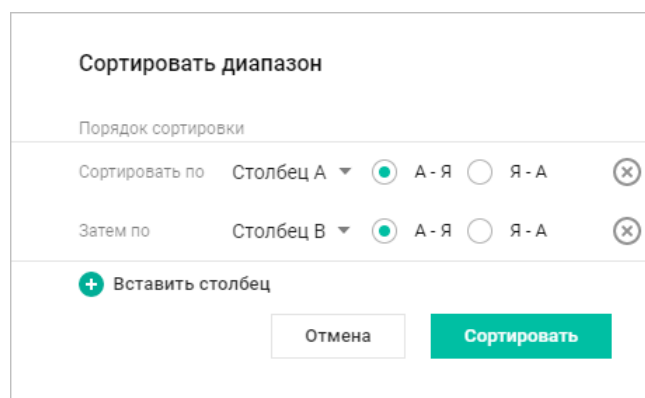 Сортировать диапазон
Порядок сортировки
Сортировать по Столбец A А - Я Я - А
Затем по Столбец B А - Я Я - А
Вставить столбец
Отмена Сортировать